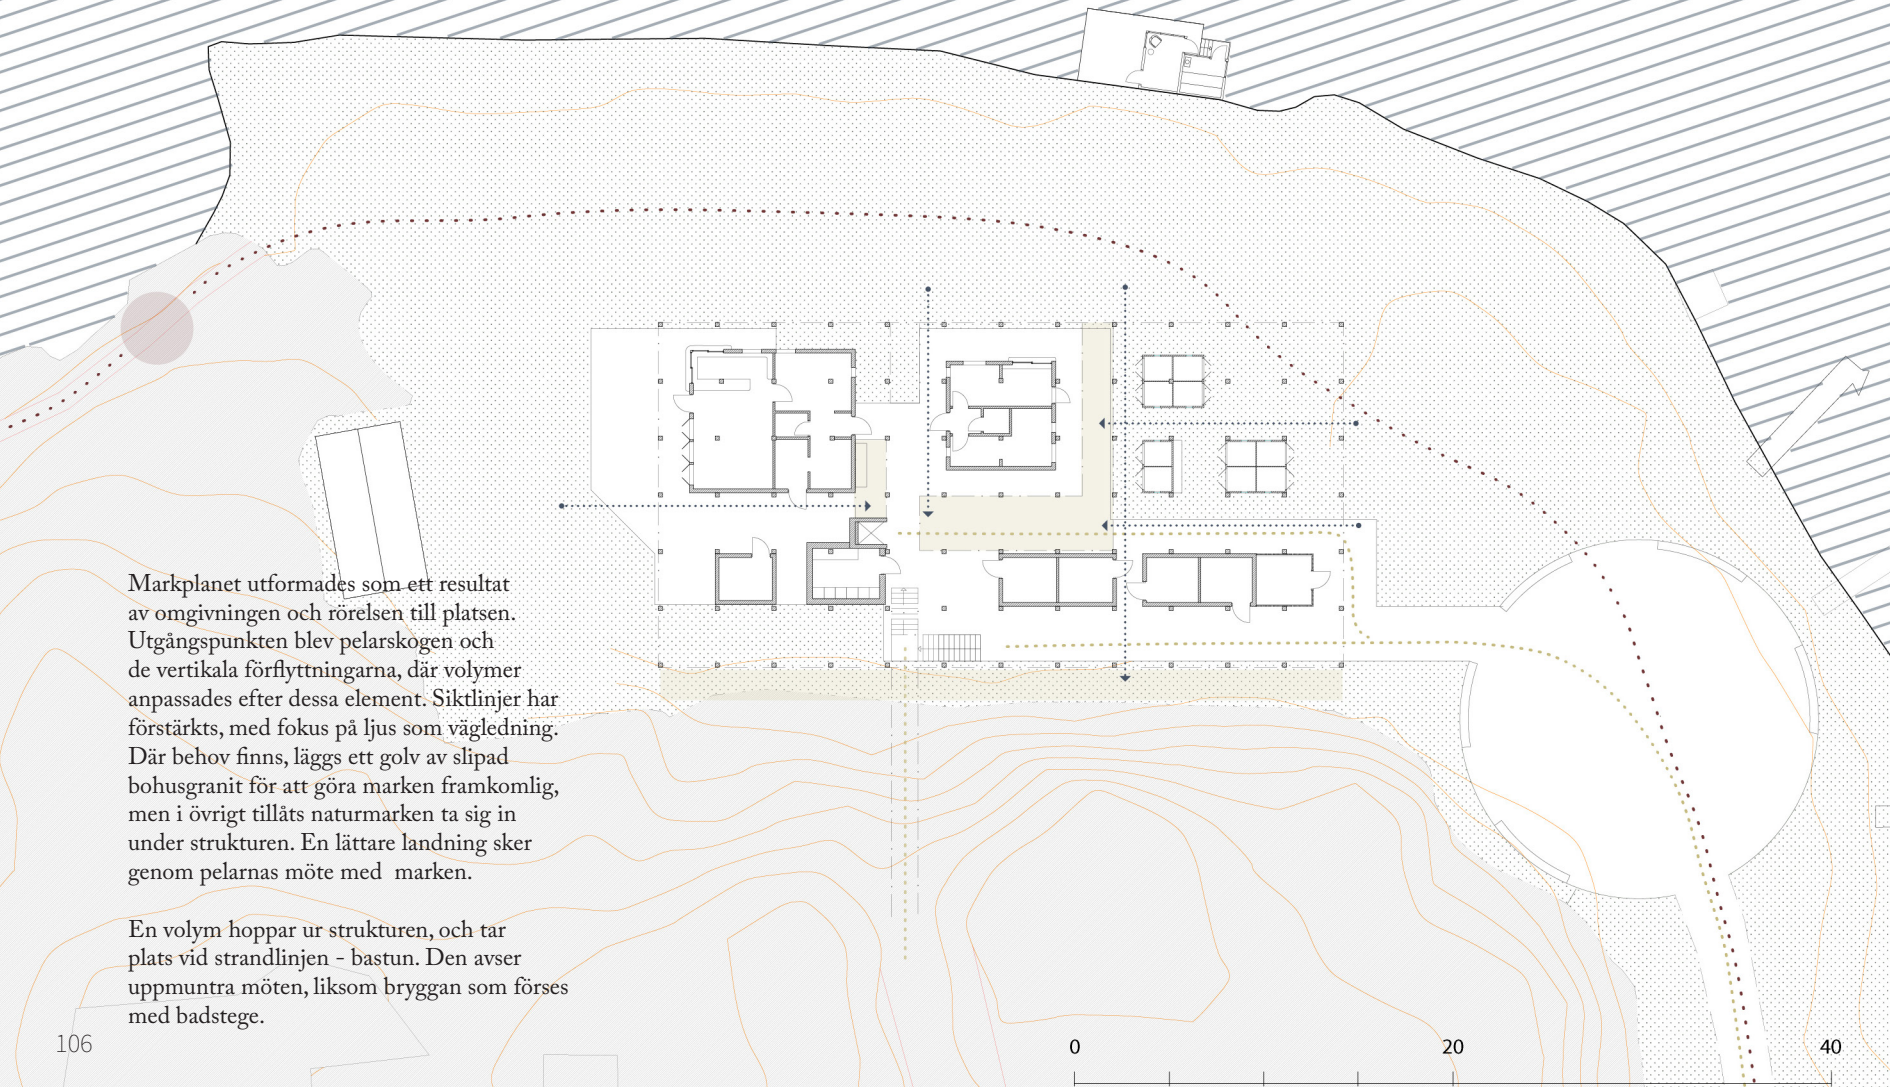 Markplanet utformades som ett resultat
av omgivningen och rörelsen till platsen.
Utgångspunkten blev pelarskogen och
de vertikala förflyttningarna, där volymer
anpassades efter dessa element. Siktlinjer har
förstärkts, med fokus på ljus som vägledning.
Där behov finns, läggs ett golv av slipad
bohusgranit för att göra marken framkomlig,
men i övrigt tillåts naturmarken ta sig in
under strukturen. En lättare landning sker
genom pelarnas möte med  marken.

En volym hoppar ur strukturen, och tar
plats vid strandlinjen - bastun. Den avser
uppmuntra möten, liksom bryggan som förses
med badstege.
106
0 20 40